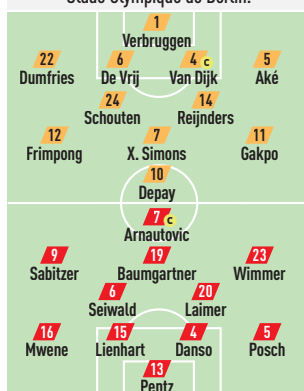 Stade Olympique de Berlin.
1
Verbruggen
22 6 4 c 5
Dumfries De Vrij Van Dijk Aké
24 14
Schouten Reijnders
12 7 11
Frimpong X. Simons Gakpo
10
Depay
7 c
Arnautovic
9 19 23
Sabitzer Baumgartner Wimmer
6 20
Seiwald Laimer
16 15 4 5
Mwene Lienhart Danso Posch
13
Pentz